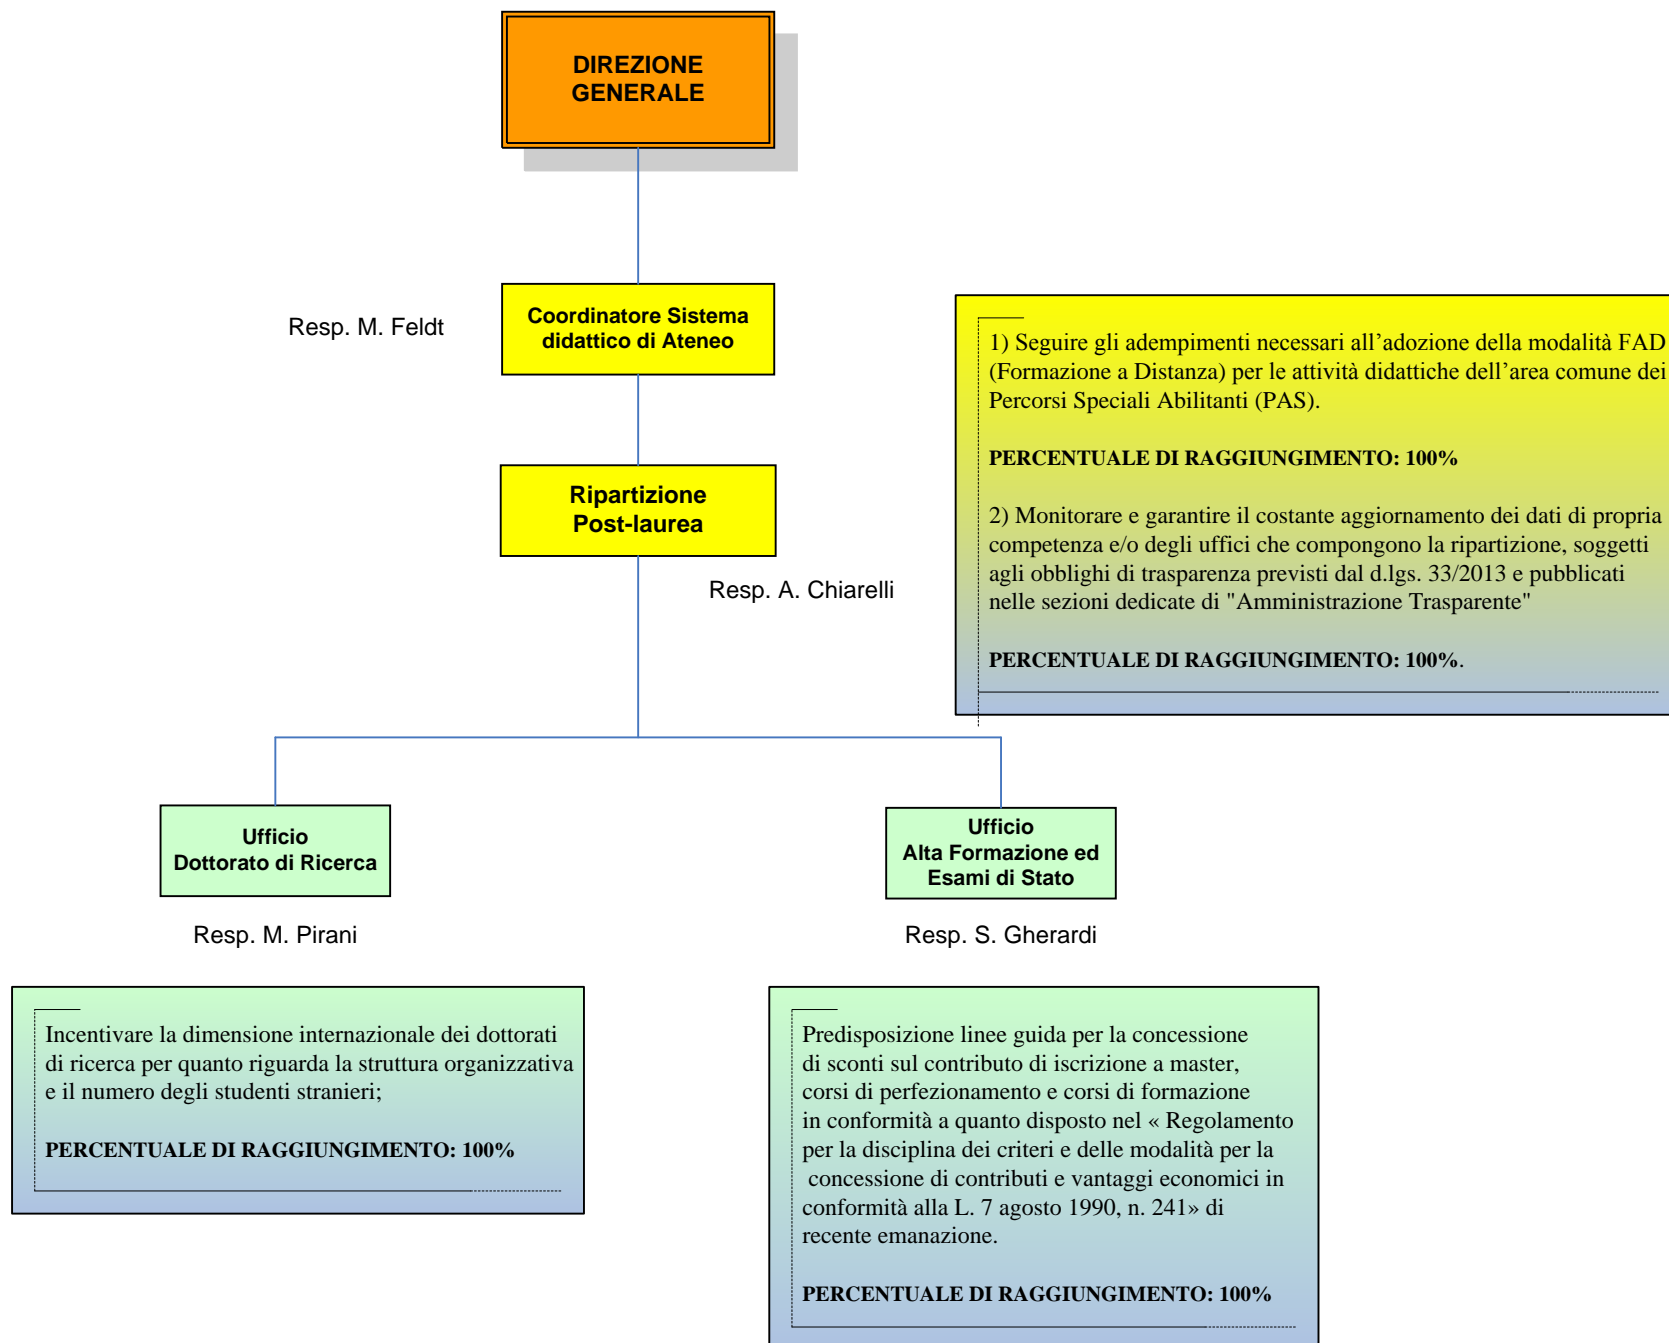 DIREZIONE
GENERALE
Resp. M. Feldt
Coordinatore Sistema
didattico di Ateneo
Ripartizione
Post-laurea
Resp. A. Chiarelli
1) Seguire gli adempimenti necessari all’adozione della modalità FAD
(Formazione a Distanza) per le attività didattiche dell’area comune dei
Percorsi Speciali Abilitanti (PAS).
PERCENTUALE DI RAGGIUNGIMENTO: 100%
2) Monitorare e garantire il costante aggiornamento dei dati di propria
competenza e/o degli uffici che compongono la ripartizione, soggetti
agli obblighi di trasparenza previsti dal d.lgs. 33/2013 e pubblicati
nelle sezioni dedicate di "Amministrazione Trasparente"
PERCENTUALE DI RAGGIUNGIMENTO: 100%.
Ufficio
Dottorato di Ricerca
Resp. M. Pirani
Incentivare la dimensione internazionale dei dottorati
di ricerca per quanto riguarda la struttura organizzativa
e il numero degli studenti stranieri;
PERCENTUALE DI RAGGIUNGIMENTO: 100%
Ufficio
Alta Formazione ed
Esami di Stato
Resp. S. Gherardi
Predisposizione linee guida per la concessione
di sconti sul contributo di iscrizione a master,
corsi di perfezionamento e corsi di formazione
in conformità a quanto disposto nel « Regolamento
per la disciplina dei criteri e delle modalità per la
concessione di contributi e vantaggi economici in
conformità alla L. 7 agosto 1990, n. 241» di
recente emanazione.
PERCENTUALE DI RAGGIUNGIMENTO: 100%